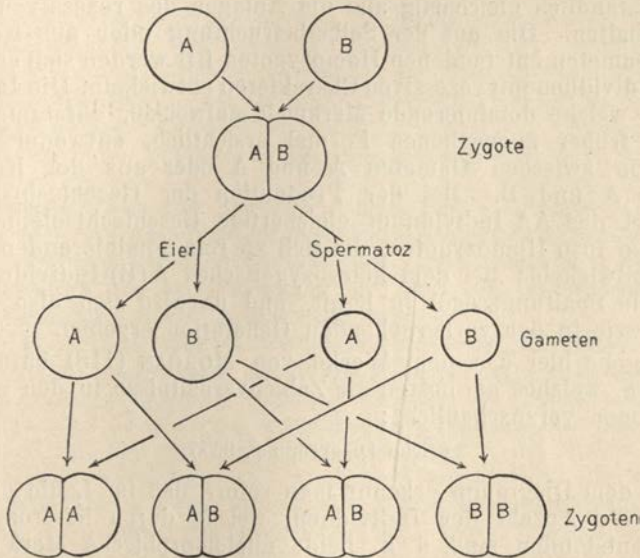 A B
A B Zygote
Eier Spermatoz
A B A B Gameten
A A A B A B B B Zygoten